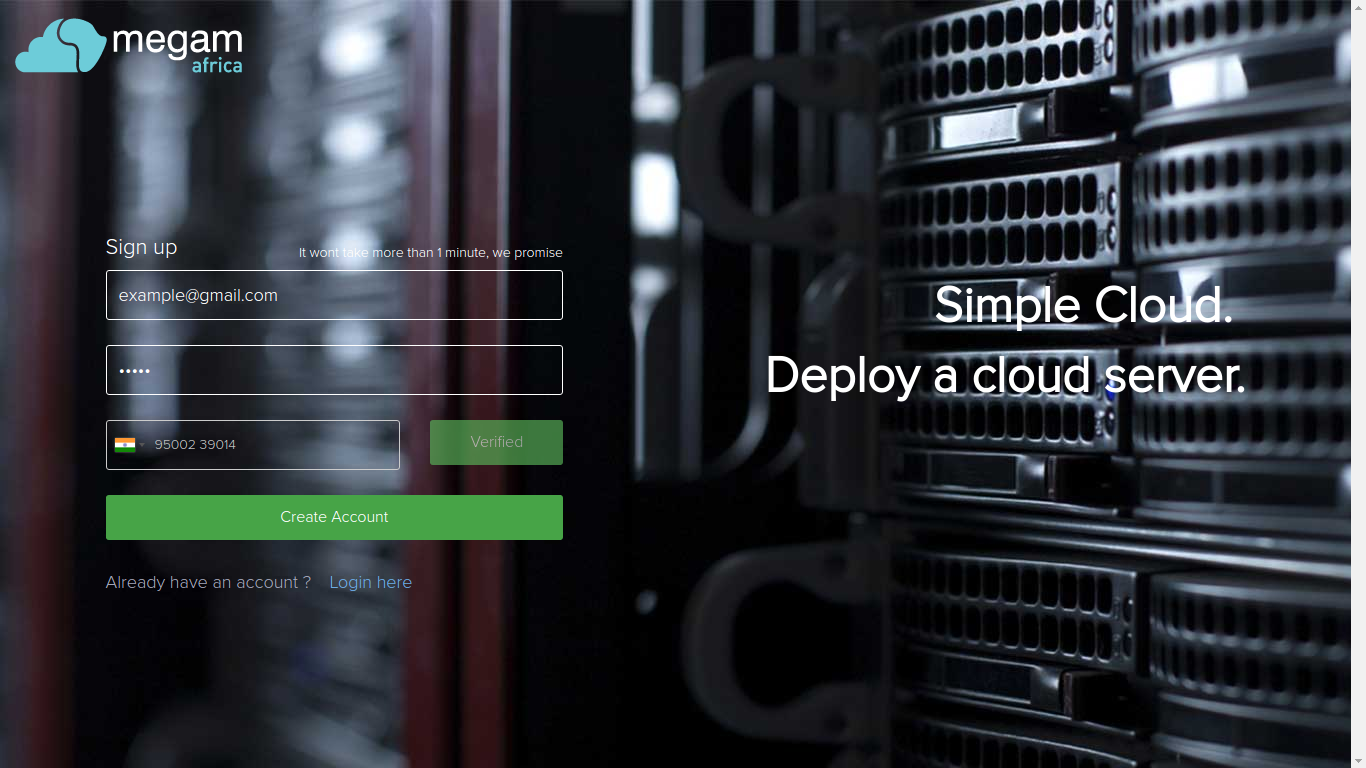 megam
africa
Sign up
It wont take more than 1 minute, we promise
example@gmail.com
•••••
95002 39014
Verified
Create Account
Already have an account ? Login here
Simple Cloud.
Deploy a cloud server.